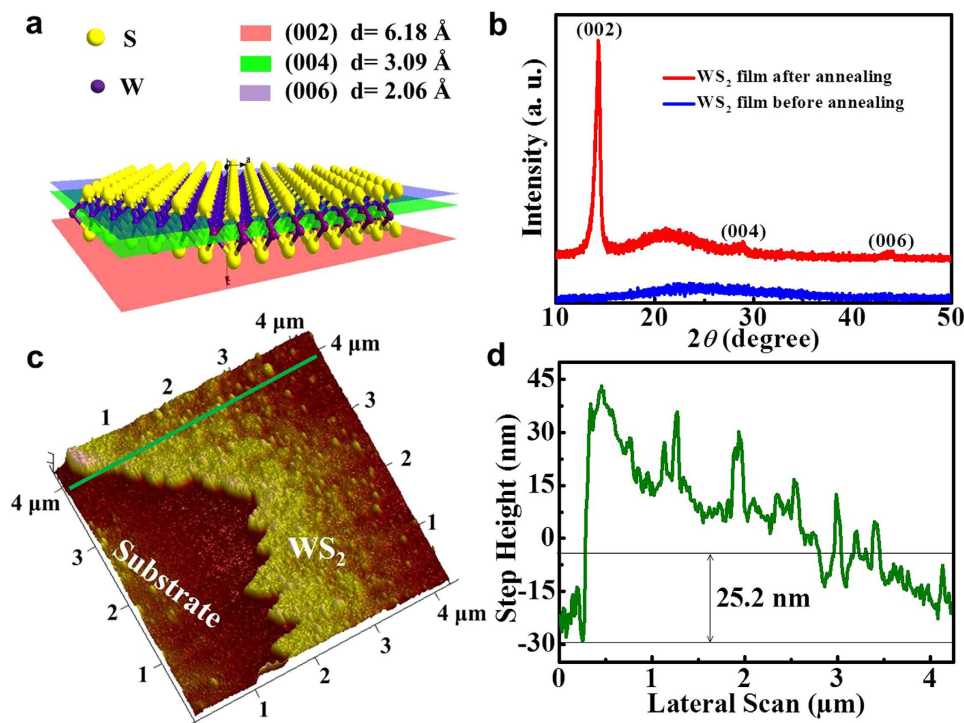 a
S
W
(002) d= 6.18 Å
(004) d= 3.09 Å
(006) d= 2.06 Å
b
a
b
(002)
WS2 film after annealing
WS2 film before annealing
(004)
(006)
Intensity (a. u.)
10 20 30 40 50
2θ (degree)
c
4 μm
4 μm
3
3
2
2
1
1
4 μm
3
2
1
Substrate
WS2
1
2
3
4 μm
d
45
30
15
0
-15
-30
25.2 nm
Step Height (nm)
0 1 2 3 4
Lateral Scan (μm)